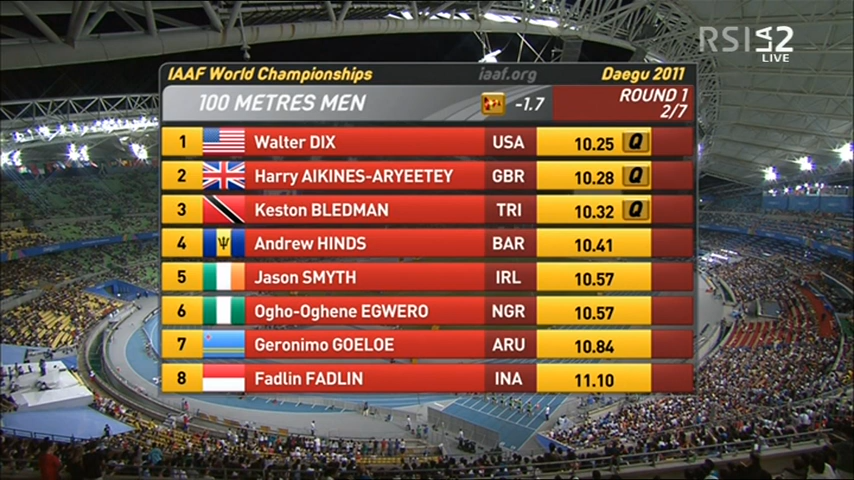 RSI LA 2
LIVE
IAAF World Championships iaaf.org Daegu 2011
100 METRES MEN -1.7 ROUND 1
2/7
1 Walter DIX USA 10.25 Q
2 Harry AIKINES-ARYEETEY GBR 10.28 Q
3 Keston BLEDMAN TRI 10.32 Q
4 Andrew HINDS BAR 10.41
5 Jason SMYTH IRL 10.57
6 Ogho-Oghene EGWERO NGR 10.57
7 Geronimo GOELOE ARU 10.84
8 Fadlin FADLIN INA 11.10